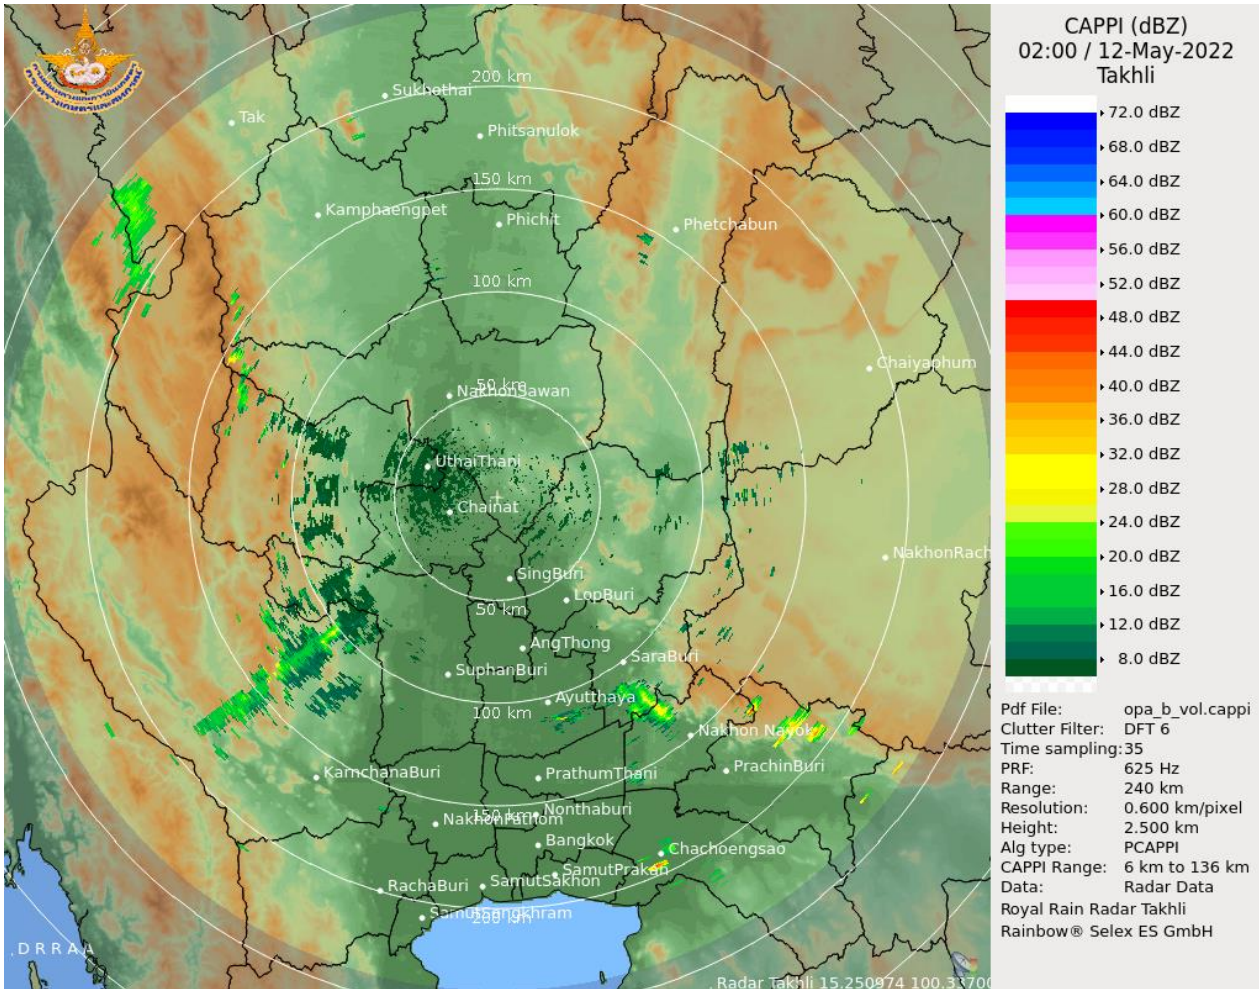 CAPPI (dBZ)
02:00 / 12-May-2022
Takhli
72.0 dBZ
68.0 dBZ
64.0 dBZ
60.0 dBZ
56.0 dBZ
52.0 dBZ
48.0 dBZ
44.0 dBZ
40.0 dBZ
36.0 dBZ
32.0 dBZ
28.0 dBZ
24.0 dBZ
20.0 dBZ
16.0 dBZ
12.0 dBZ
8.0 dBZ
Pdf File: opa_b_vol.cappi
Clutter Filter: DFT 6
Time sampling:35
PRF: 625 Hz
Range: 240 km
Resolution: 0.600 km/pixel
Height: 2.500 km
Alg type: PCAPPI
CAPPI Range: 6 km to 136 km
Data: Radar Data
Royal Rain Radar Takhli
Rainbow® Selex ES GmbH
200 km
Sukhothai
Tak
Phitsanulok
150 km
Kamphaengpet
Phichit
Phetchabun
100 km
Chaiyaphum
50 km
NakhonSawan
UthaiThani
Chainat
NakhonRach
SingBuri
LopBuri
50 km
AngThong
SaraBuri
SuphanBuri
Ayutthaya
100 km
Nakhon Nayok
KarnchanaBuri
PrathumThani
PrachinBuri
150 km
Nonthaburi
NakhonPathom
Bangkok
Chachoengsao
SamutPrakan
SamutSakhon
RachaBuri
SamutSangkhram
200 km
DRRAA
Radar Takhli 15.250974 100.33700